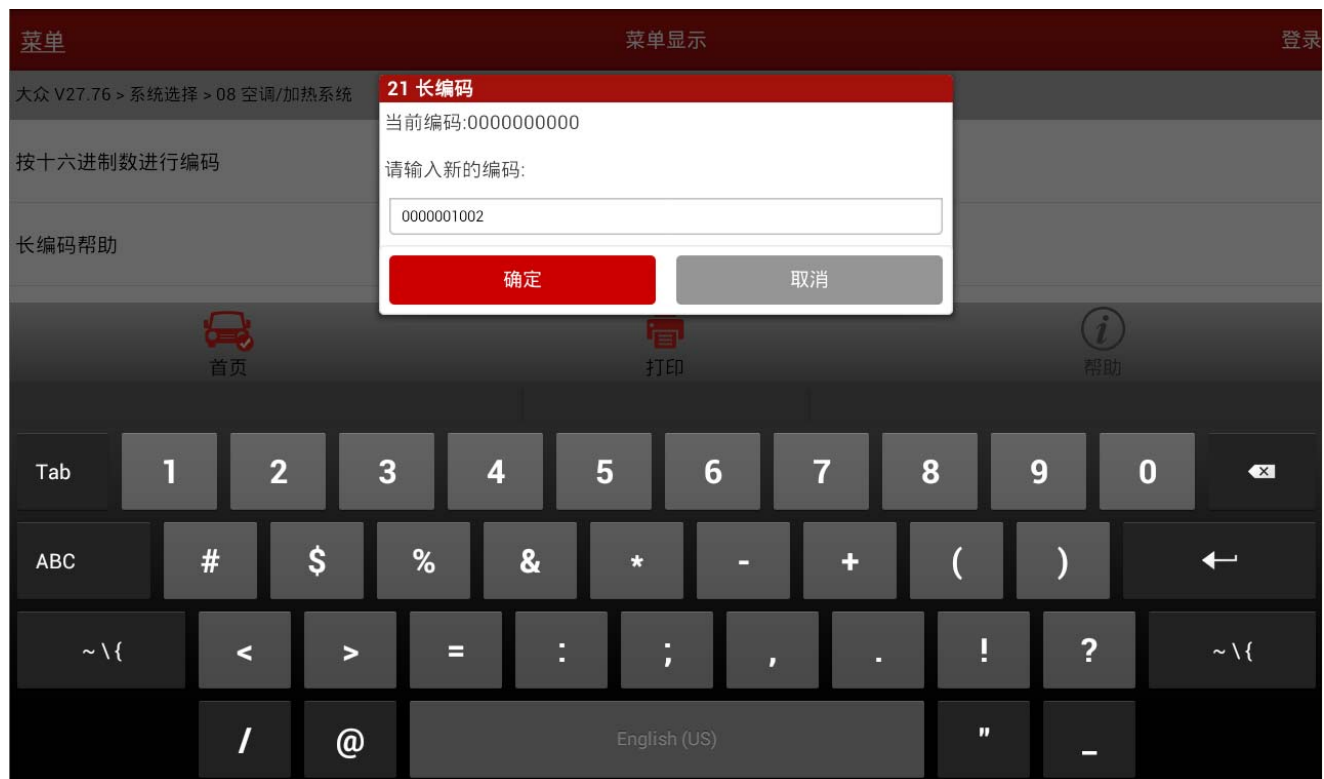 菜单
菜单显示
登录
大众 V27.76 > 系统选择 > 08 空调/加热系统
21 长编码
当前编码:0000000000
请输入新的编码:
0000001002
确定
取消
按十六进制数进行编码
长编码帮助
首页
打印
帮助
Tab 1 2 3 4 5 6 7 8 9 0
ABC # $ % & * - + ( )
~ \ { < > = : ; , . ! ? ~ \ {
/ @ English (US) " _